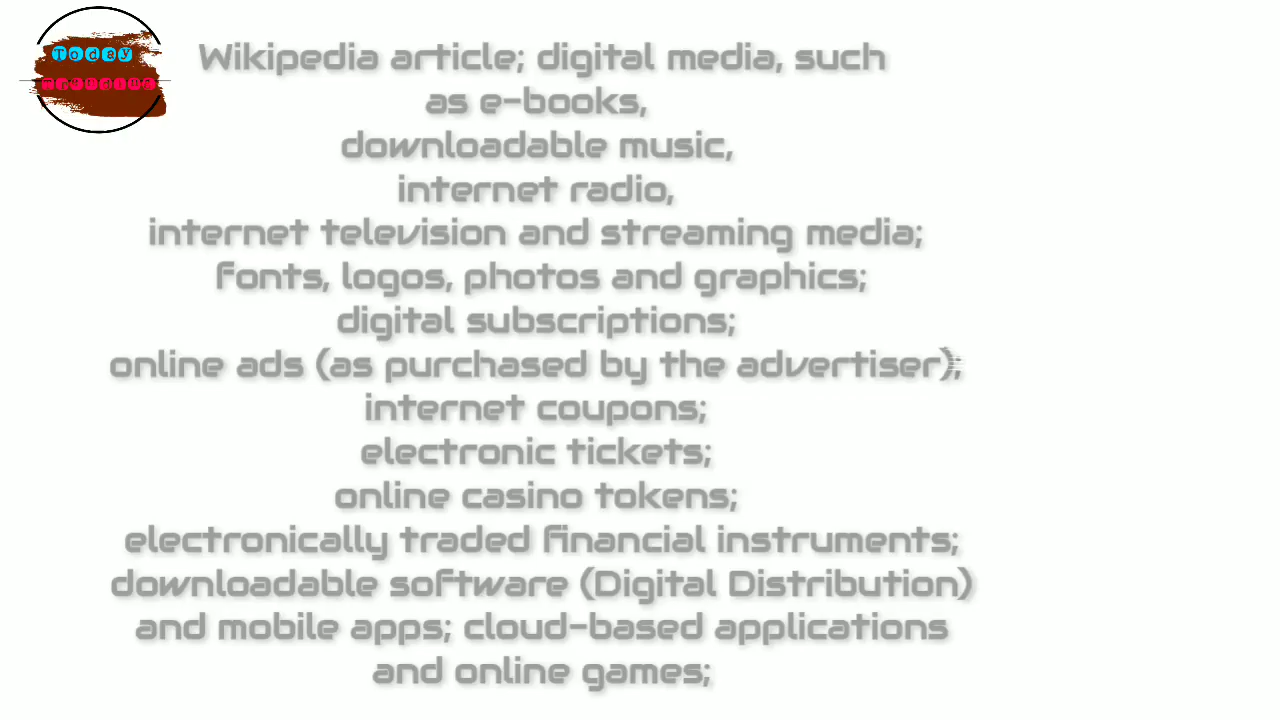 Today
Wikipedia article; digital media, such
as e-books,
downloadable music,
internet radio,
internet television and streaming media;
fonts, logos, photos and graphics;
digital subscriptions;
online ads (as purchased by the advertiser);
internet coupons;
electronic tickets;
online casino tokens;
electronically traded financial instruments;
downloadable software (Digital Distribution)
and mobile apps; cloud-based applications
and online games;